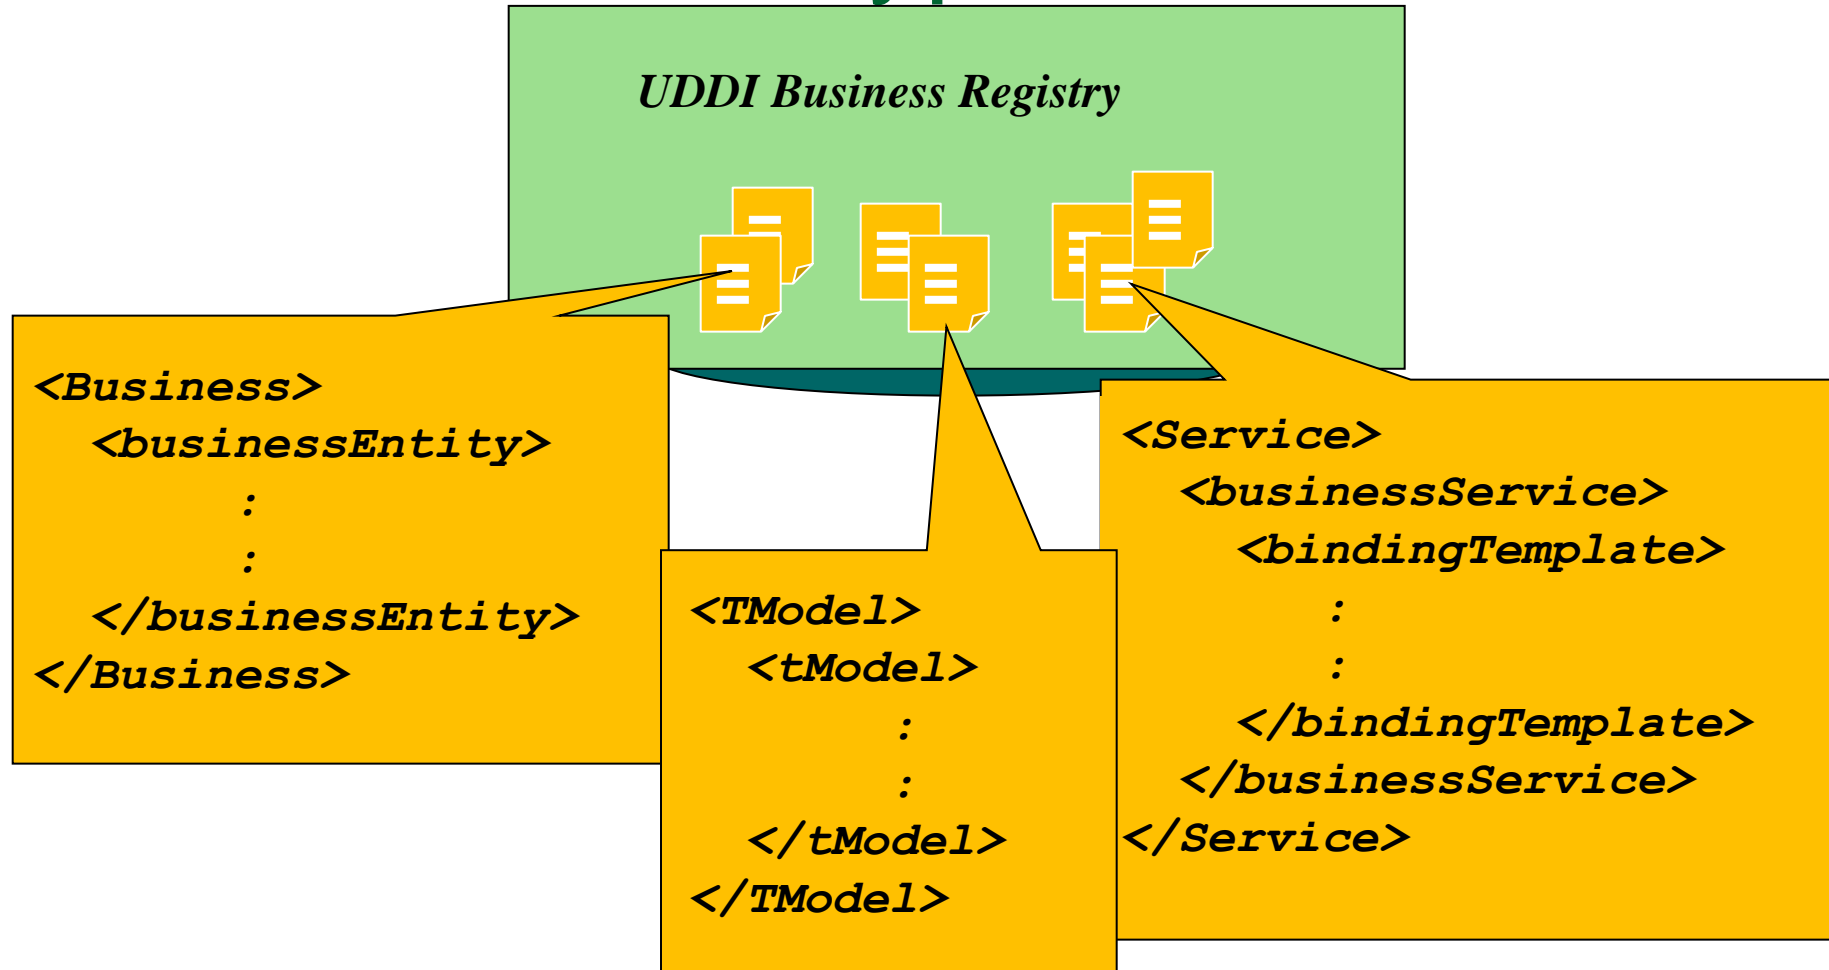 UDDI Business Registry
<Business>
<businessEntity>
:
:
</businessEntity>
</Business>
<TModel>
<tModel>
:
:
</tModel>
</TModel>
<Service>
<businessService>
<bindingTemplate>
:
:
</bindingTemplate>
</businessService>
</Service>